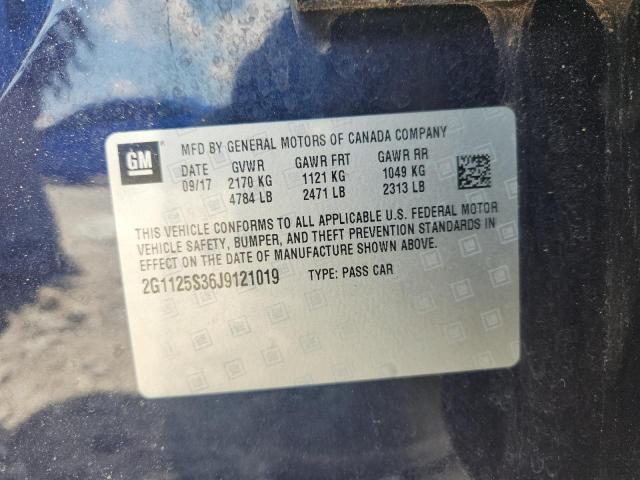 GM
MFD BY GENERAL MOTORS OF CANADA COMPANY
DATE GVWR GAWR FRT GAWR RR
09/17 2170 KG 1121 KG 1049 KG
4784 LB 2471 LB 2313 LB
THIS VEHICLE CONFORMS TO ALL APPLICABLE U.S. FEDERAL MOTOR
VEHICLE SAFETY, BUMPER, AND THEFT PREVENTION STANDARDS IN
EFFECT ON THE DATE OF MANUFACTURE SHOWN ABOVE.
2G1125S36J9121019 TYPE: PASS CAR